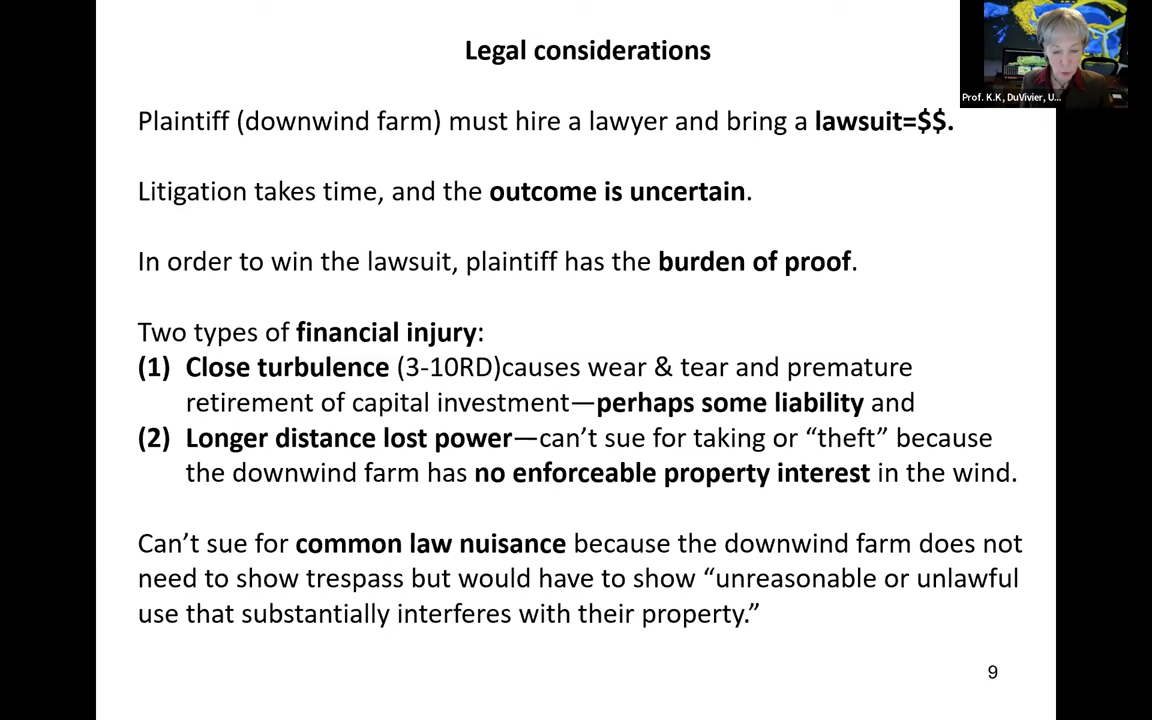 Legal considerations
Prof. K.K, DuVivier, U...
Plaintiff (downwind farm) must hire a lawyer and bring a lawsuit=$$.
Litigation takes time, and the outcome is uncertain.
In order to win the lawsuit, plaintiff has the burden of proof.
Two types of financial injury:
(1) Close turbulence (3-10RD)causes wear & tear and premature
retirement of capital investment—perhaps some liability and
(2) Longer distance lost power—can’t sue for taking or “theft” because
the downwind farm has no enforceable property interest in the wind.
Can’t sue for common law nuisance because the downwind farm does not
need to show trespass but would have to show “unreasonable or unlawful
use that substantially interferes with their property.”
9